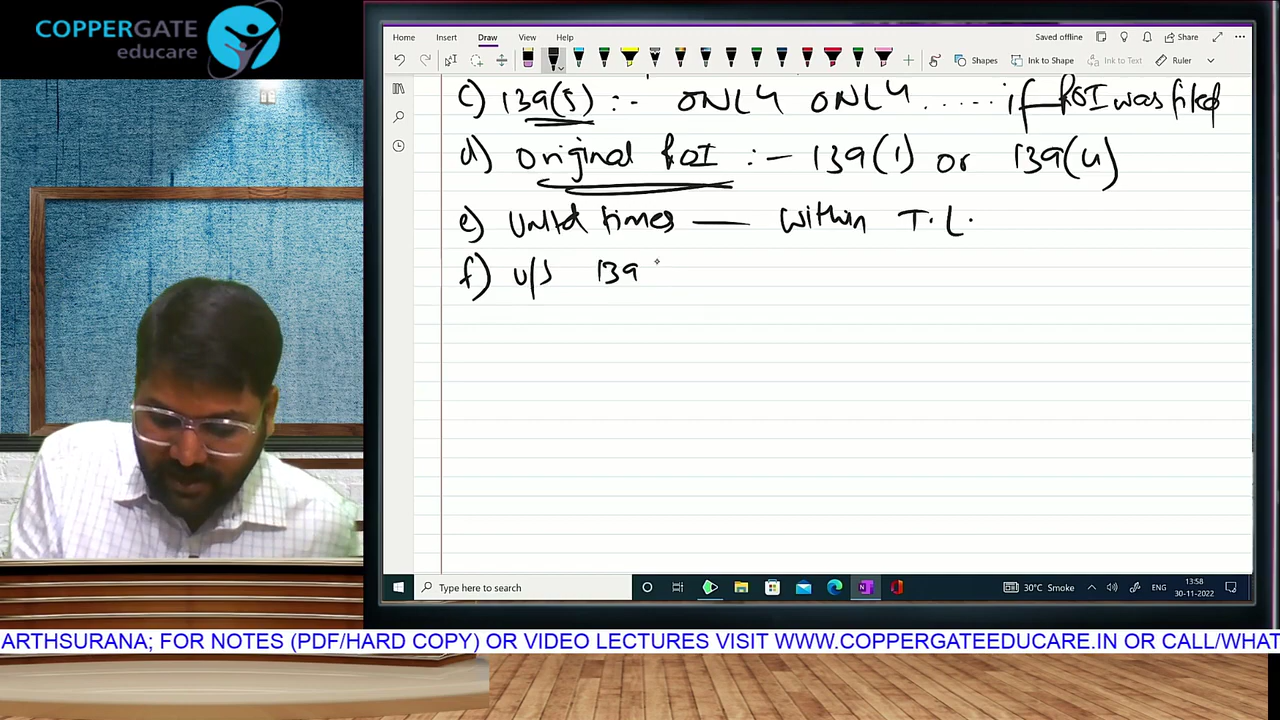 COPPERGATE
educare
Home Insert Draw View Help
Saved offline
Share
Shapes Ink to Shape Ink to Text Ink to Math Ruler
c) 139(5) :- ONLY ONLY ..... if ROI was filed
d) Original ROI :- 139(1) or 139(4)
e) times — within T.L.
f) u/s 139
Type here to search
30°C Smoke
ENG
13:58
30-11-2022
ARTHSURANA; FOR NOTES (PDF/HARD COPY) OR VIDEO LECTURES VISIT WWW.COPPERGATEEDUCARE.IN OR CALL/WHAT